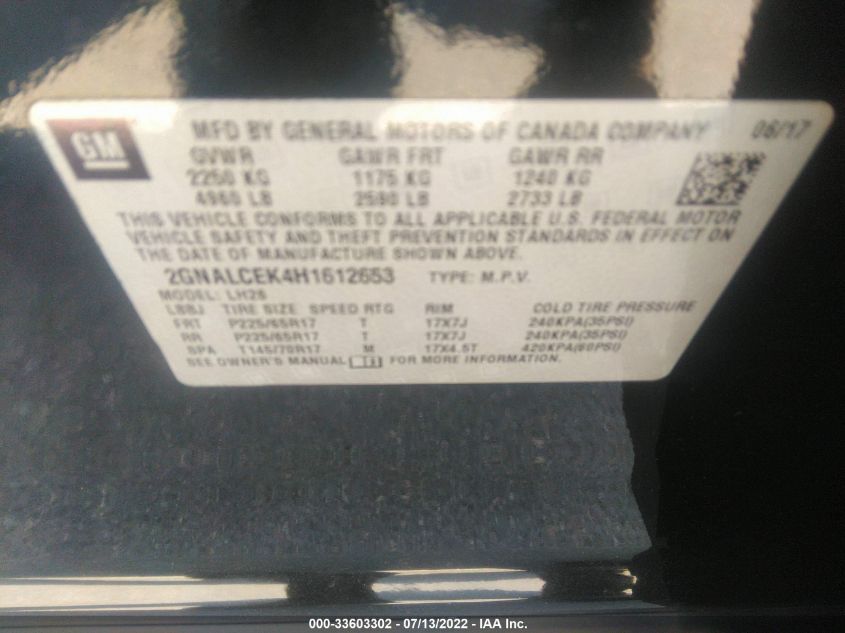 GM
MFD BY GENERAL MOTORS OF CANADA COMPANY 06/17
GVWR GAWR FRT GAWR RR
2250 KG 1175 KG 1240 KG
4960 LB 2590 LB 2733 LB
THIS VEHICLE CONFORMS TO ALL APPLICABLE U.S. FEDERAL MOTOR
VEHICLE SAFETY AND THEFT PREVENTION STANDARDS IN EFFECT ON
THE DATE OF MANUFACTURE SHOWN ABOVE.
2GNALCEK4H1612653 TYPE: M.P.V.
MODEL: LH26
LBBJ TIRE SIZE SPEED RTG RIM COLD TIRE PRESSURE
FRT P225/65R17 T 17X7J 240KPA(35PSI)
RR P225/65R17 T 17X7J 240KPA(35PSI)
SPA T145/70R17 M 17X4.5T 420KPA(60PSI)
SEE OWNER'S MANUAL FOR MORE INFORMATION.
000-33603302 - 07/13/2022 - IAA Inc.